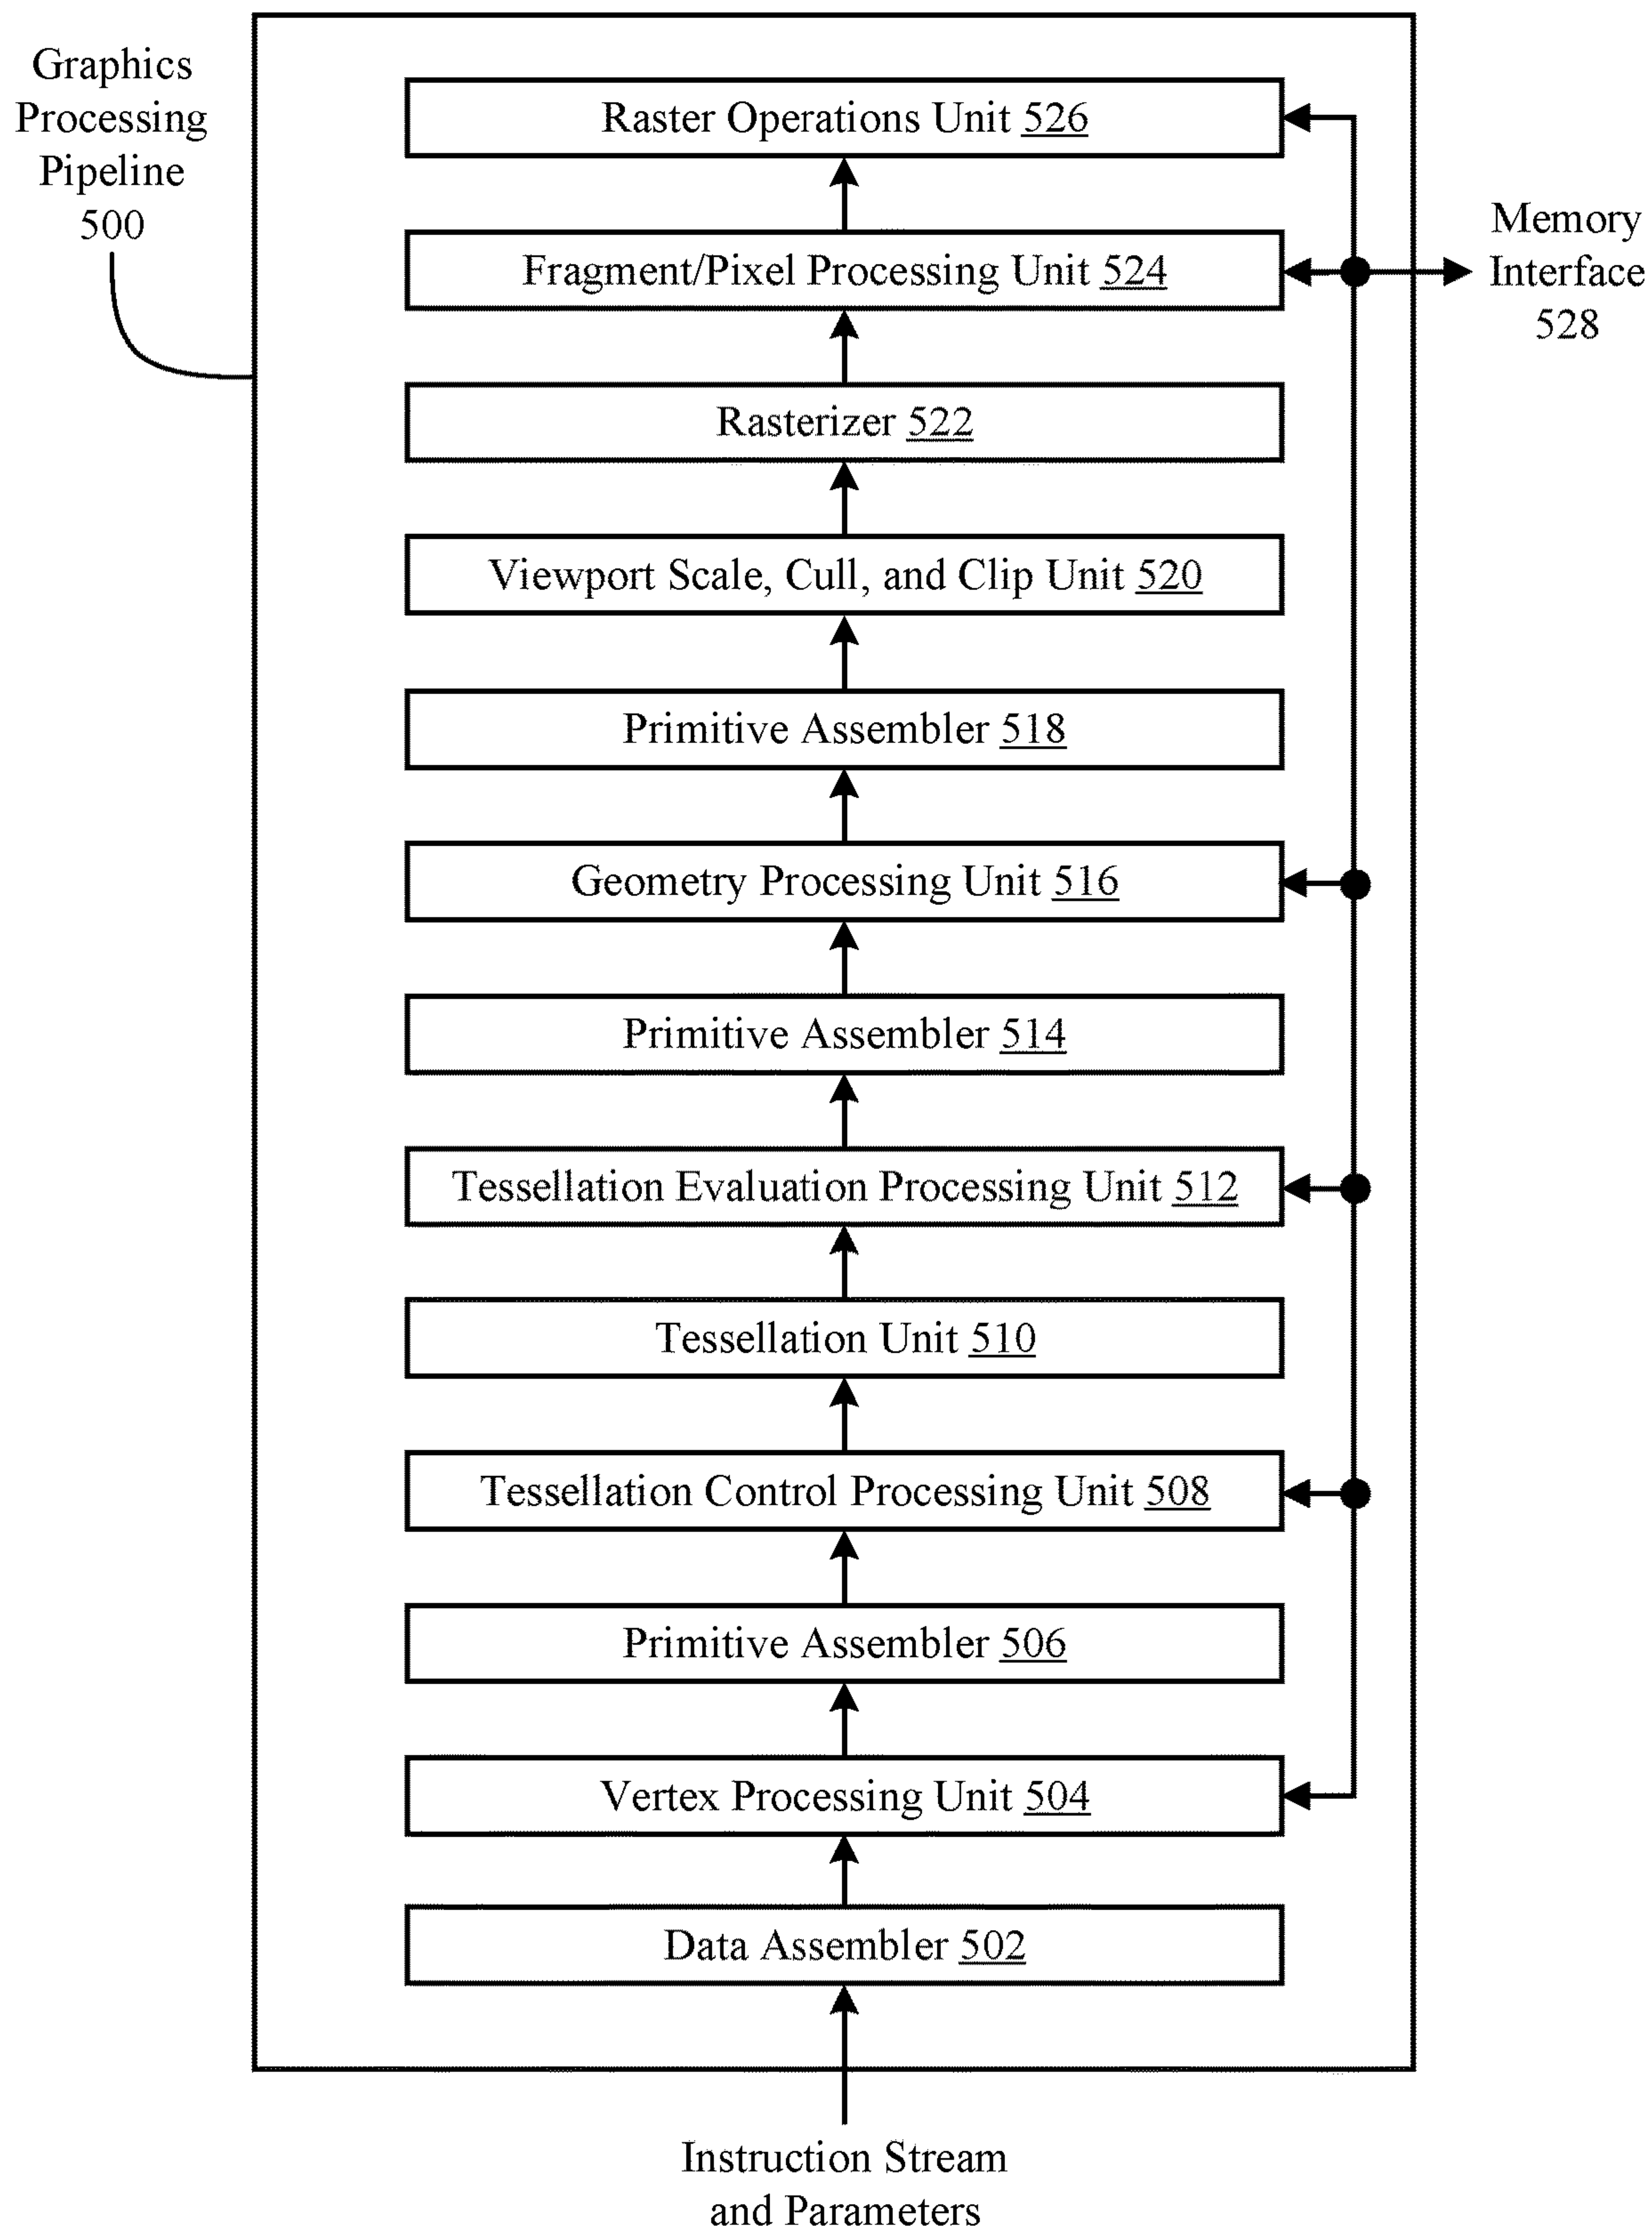 Graphics
Processing
Pipeline
500
Raster Operations Unit 526
Fragment/Pixel Processing Unit 524
Memory
Interface
528
Rasterizer 522
Viewport Scale, Cull, and Clip Unit 520
Primitive Assembler 518
Geometry Processing Unit 516
Primitive Assembler 514
Tessellation Evaluation Processing Unit 512
Tessellation Unit 510
Tessellation Control Processing Unit 508
Primitive Assembler 506
Vertex Processing Unit 504
Data Assembler 502
Instruction Stream
and Parameters